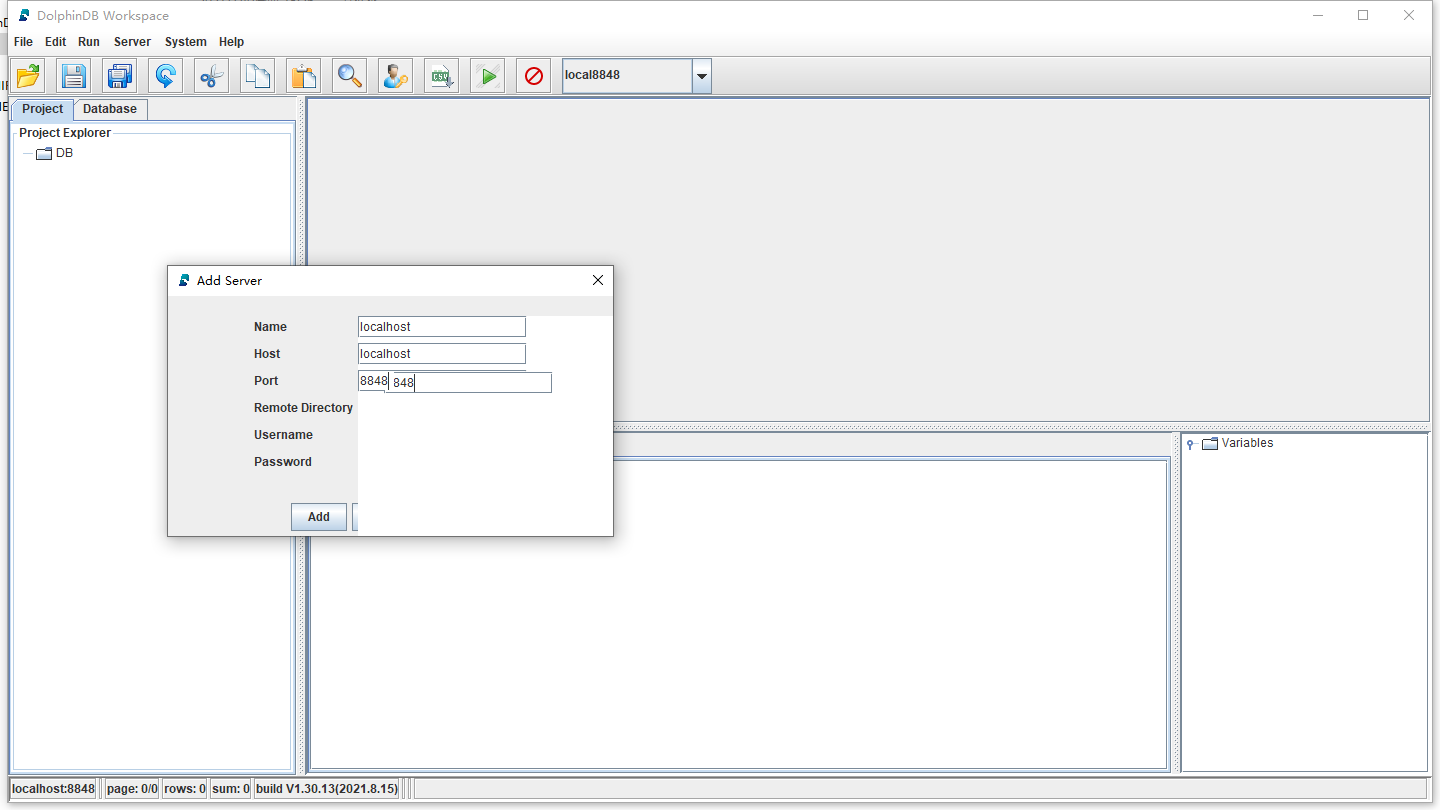 DolphinDB Workspace
File Edit Run Server System Help
CSV local8848
Project Database
Project Explorer
DB
Add Server
Name localhost
Host localhost
Port 8848 848
Remote Directory
Username
Password
Add
Variables
localhost:8848 page: 0/0 rows: 0 sum: 0 build V1.30.13(2021.8.15)